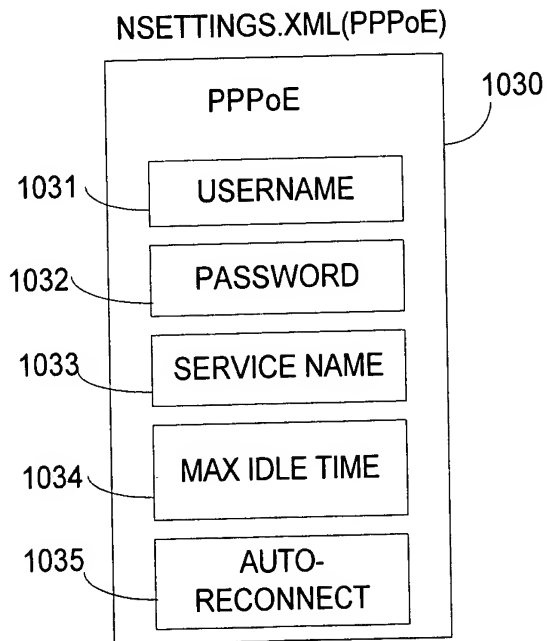 NSETTINGS.XML(PPPoE)
PPPoE
1030
1031
USERNAME
1032
PASSWORD
1033
SERVICE NAME
1034
MAX IDLE TIME
1035
AUTO-
RECONNECT